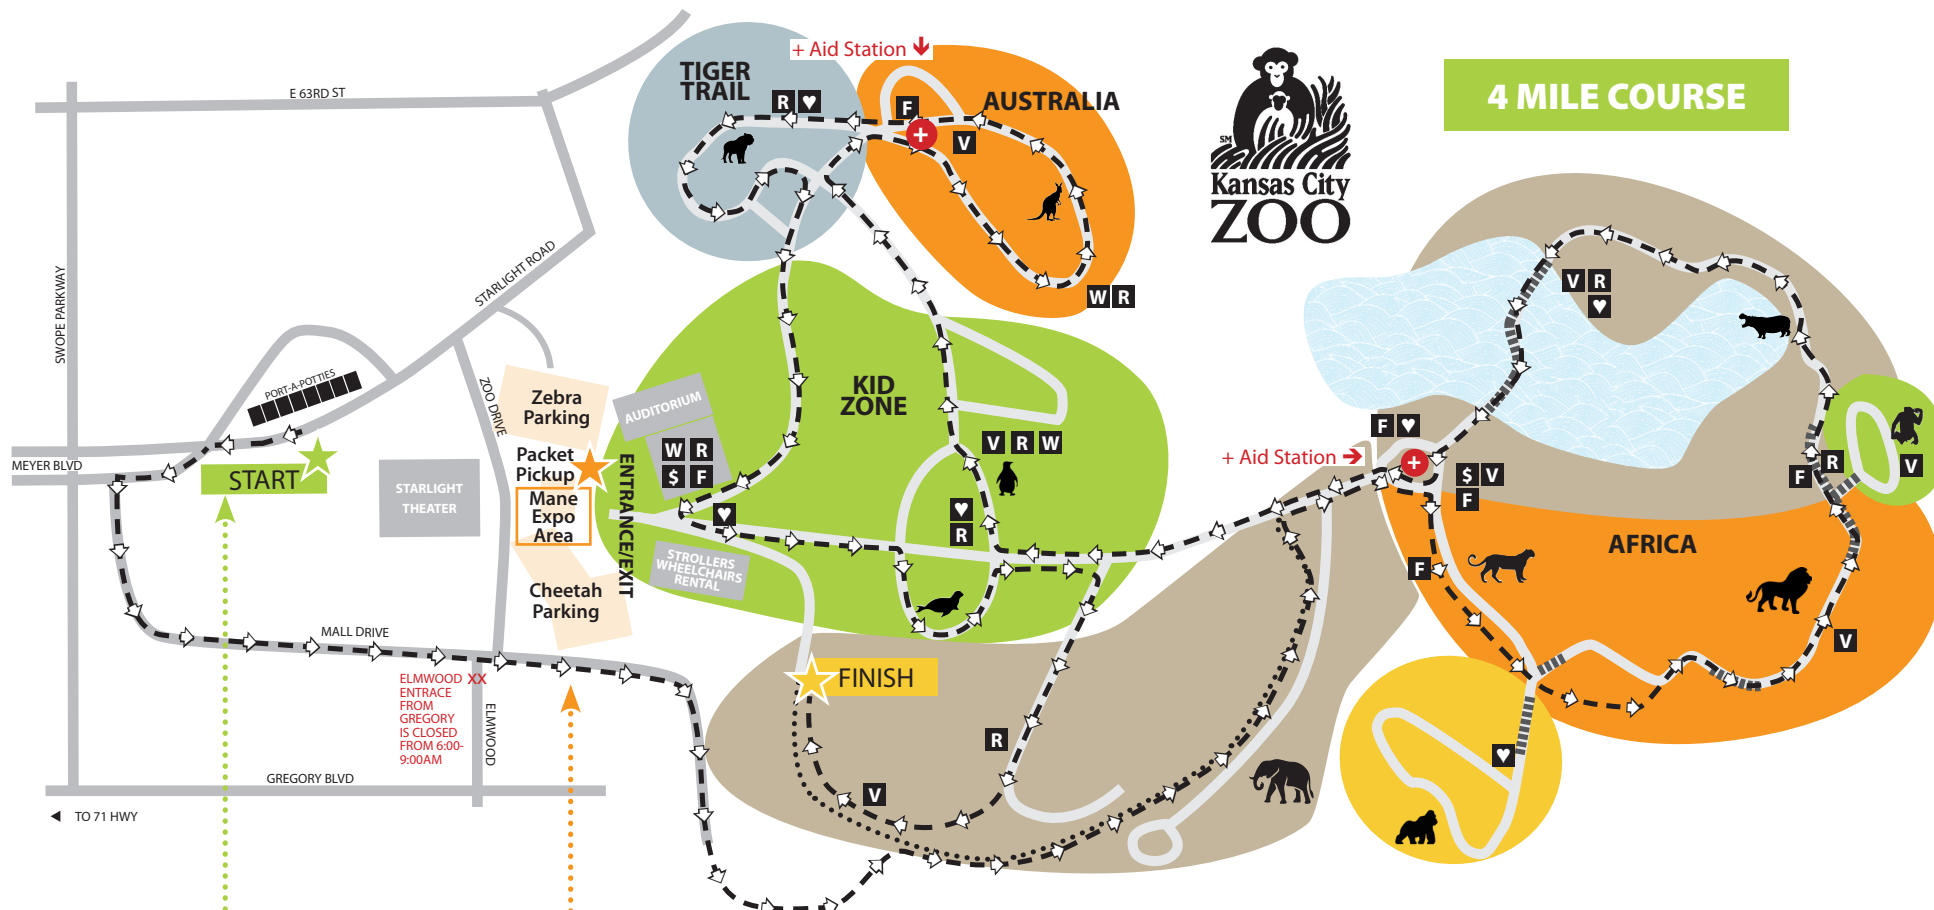 E 63RD ST
SWOPE PARKWAY
STARLIGHT ROAD
ZOO DRIVE
PORT-A-POTTIES
MEYER BLVD
START
STARLIGHT
THEATER
MALL DRIVE
ELMWOOD XX
ENTRACE
FROM
GREGORY
IS CLOSED
FROM 6:00-
9:00AM
ELMWOOD
GREGORY BLVD
TO 71 HWY
Zebra
Parking
Packet
Pickup
Mane
Expo
Area
Cheetah
Parking
ENTRANCE/EXIT
AUDITORIUM
W R
$ F
STROLLERS
WHEELCHAIRS
RENTAL
TIGER
TRAIL
R ♥
+ Aid Station
F
+
V
AUSTRALIA
W R
KID
ZONE
V R W
♥
R
♥
FINISH
V
R
SM
Kansas City
ZOO
4 MILE COURSE
V R
♥
F ♥
+ Aid Station
+
$ V
F
F
AFRICA
F
R
V
V
♥